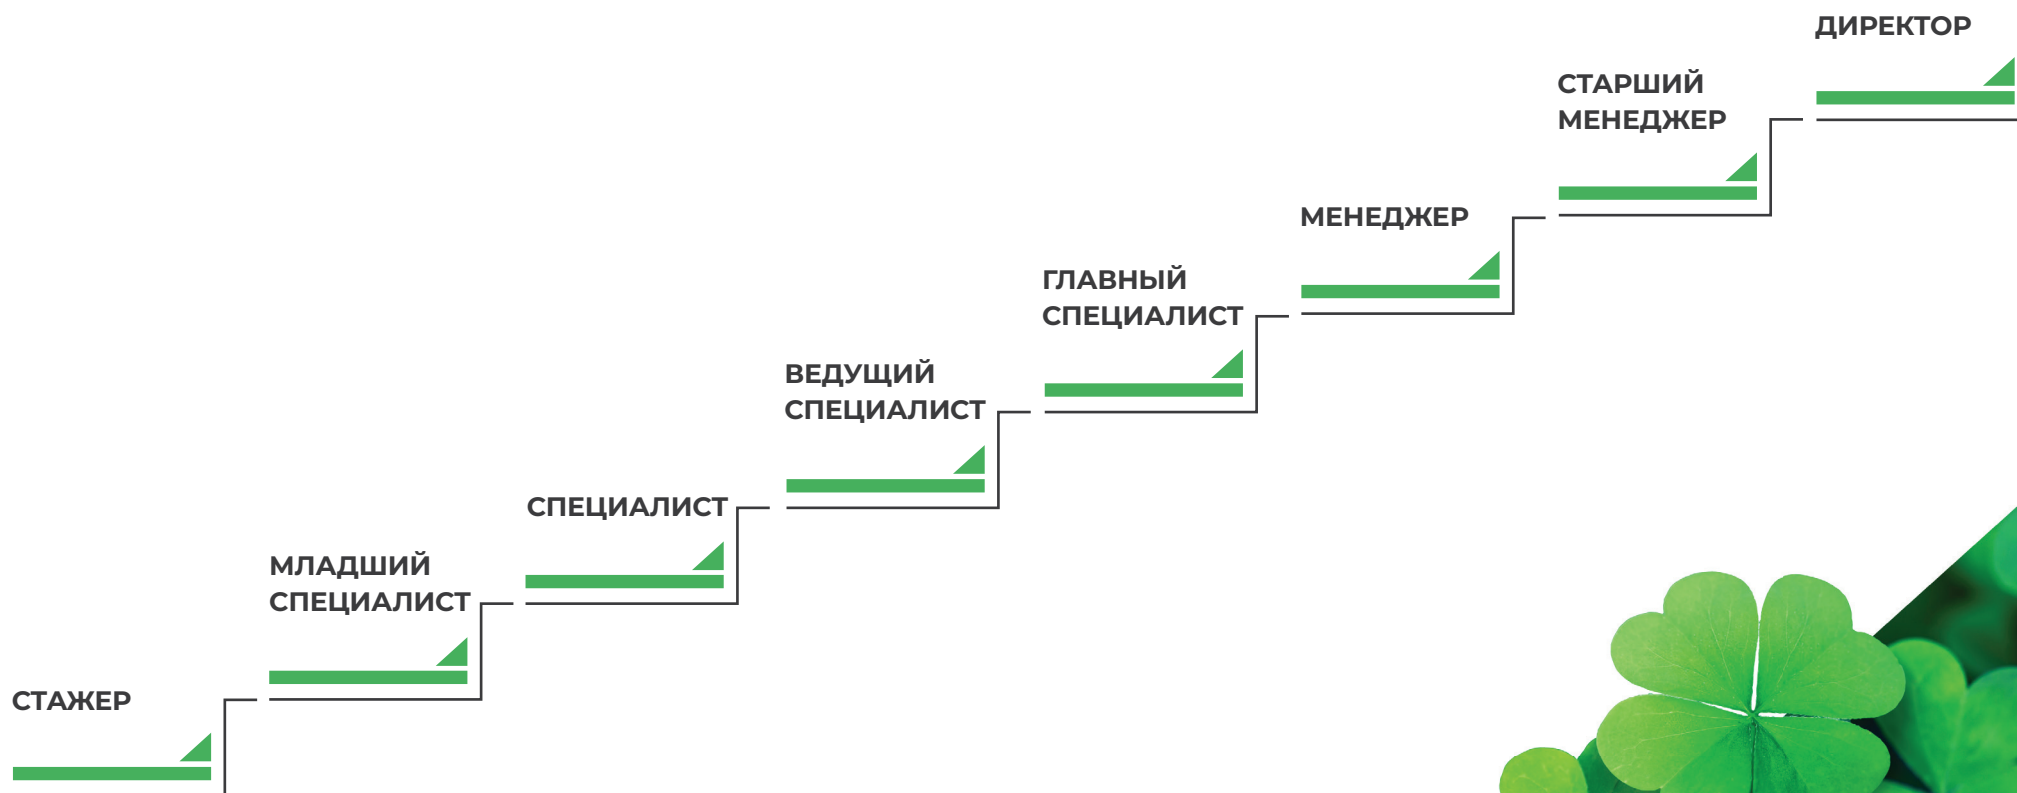 СТАЖЕР
МЛАДШИЙ
СПЕЦИАЛИСТ
СПЕЦИАЛИСТ
ВЕДУЩИЙ
СПЕЦИАЛИСТ
ГЛАВНЫЙ
СПЕЦИАЛИСТ
МЕНЕДЖЕР
СТАРШИЙ
МЕНЕДЖЕР
ДИРЕКТОР